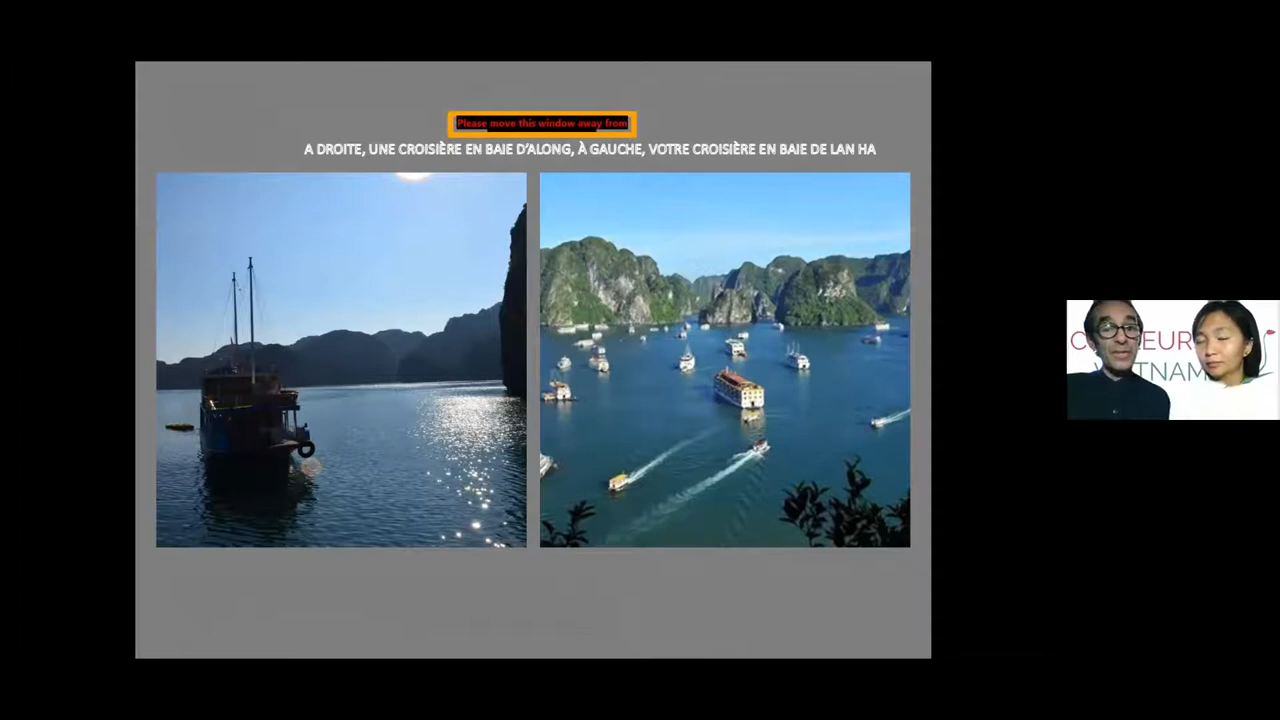 Please move this window away from
A DROITE, UNE CROISIÈRE EN BAIE D'ALONG, À GAUCHE, VOTRE CROISIÈRE EN BAIE DE LAN HA